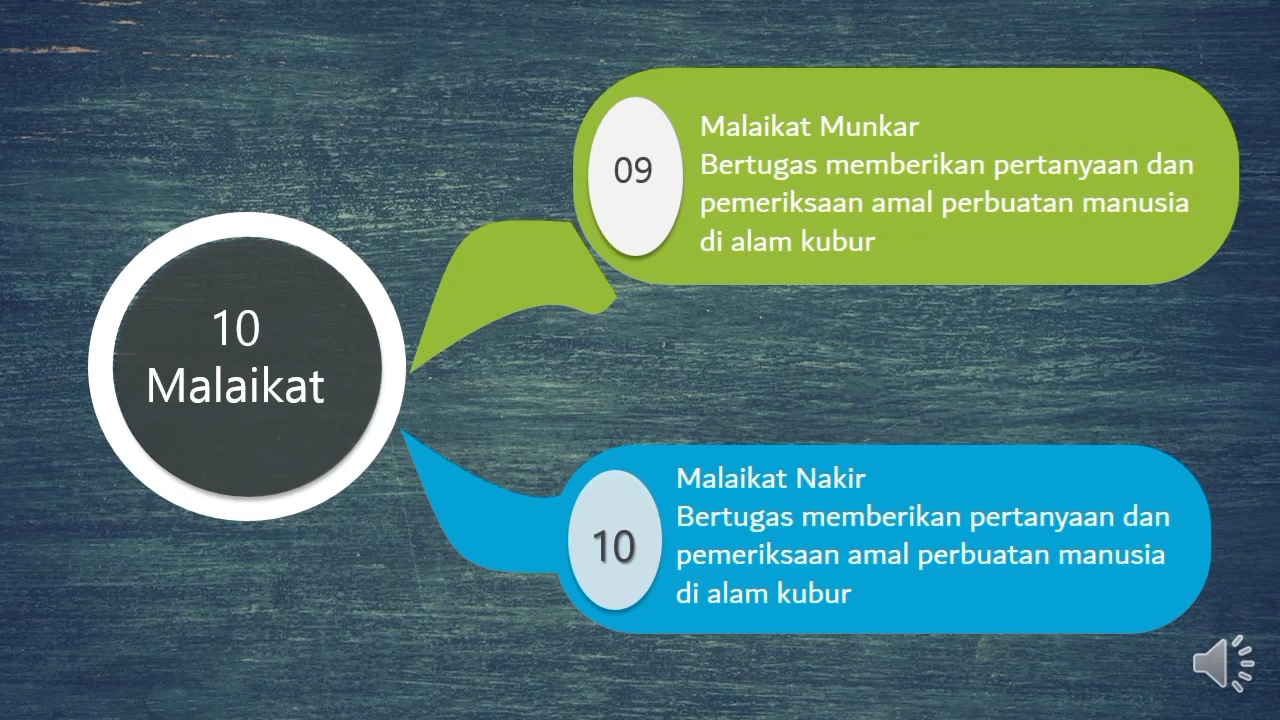 10
Malaikat
09
Malaikat Munkar
Bertugas memberikan pertanyaan dan
pemeriksaan amal perbuatan manusia
di alam kubur
10
Malaikat Nakir
Bertugas memberikan pertanyaan dan
pemeriksaan amal perbuatan manusia
di alam kubur